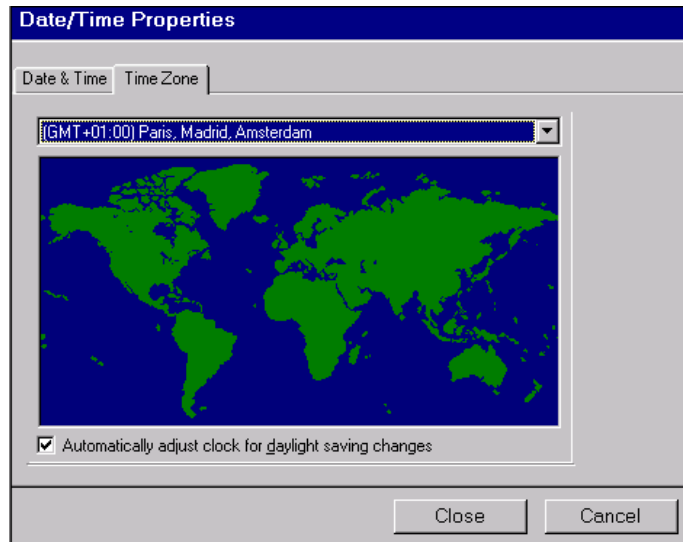 Date/Time Properties
Date & Time
Time Zone
(GMT+01:00) Paris, Madrid, Amsterdam
Automatically adjust clock for daylight saving changes
Close
Cancel